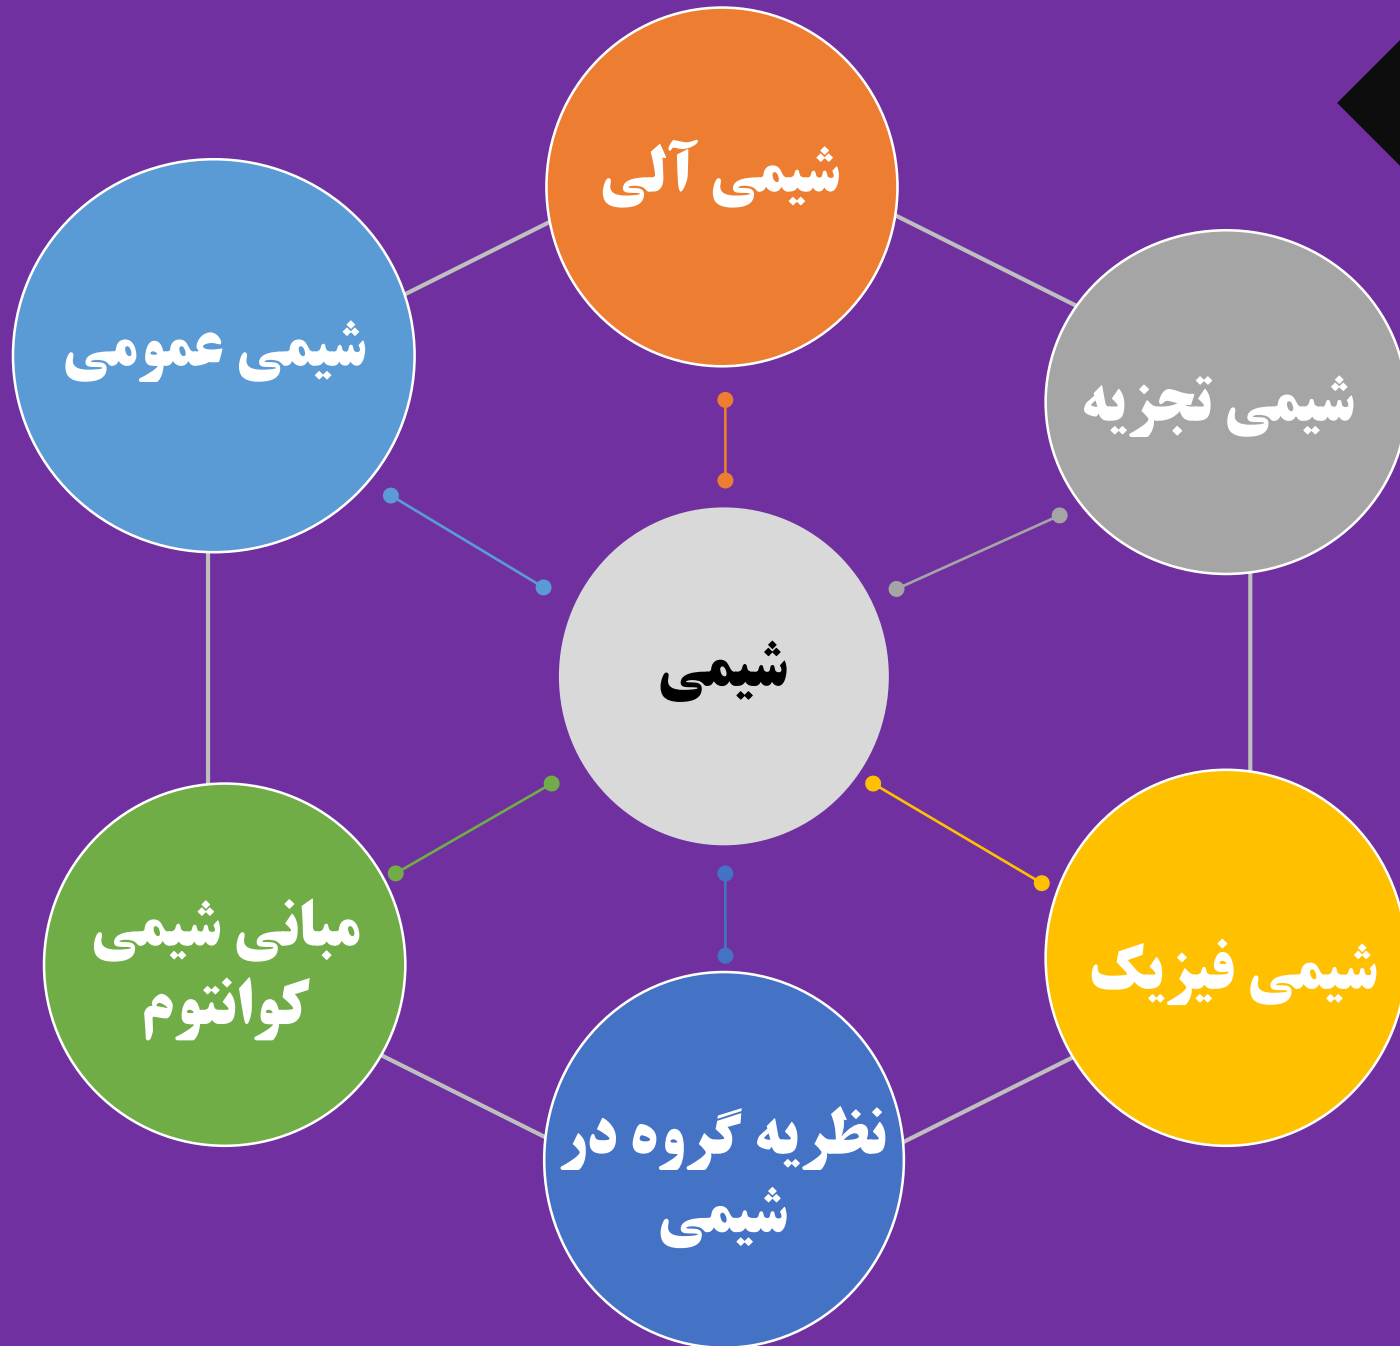 شیمی آلی
شیمی عمومی
شیمی تجزیه
شیمی
مبانی شیمی
کوانتوم
شیمی فیزیک
نظریه گروه در
شیمی